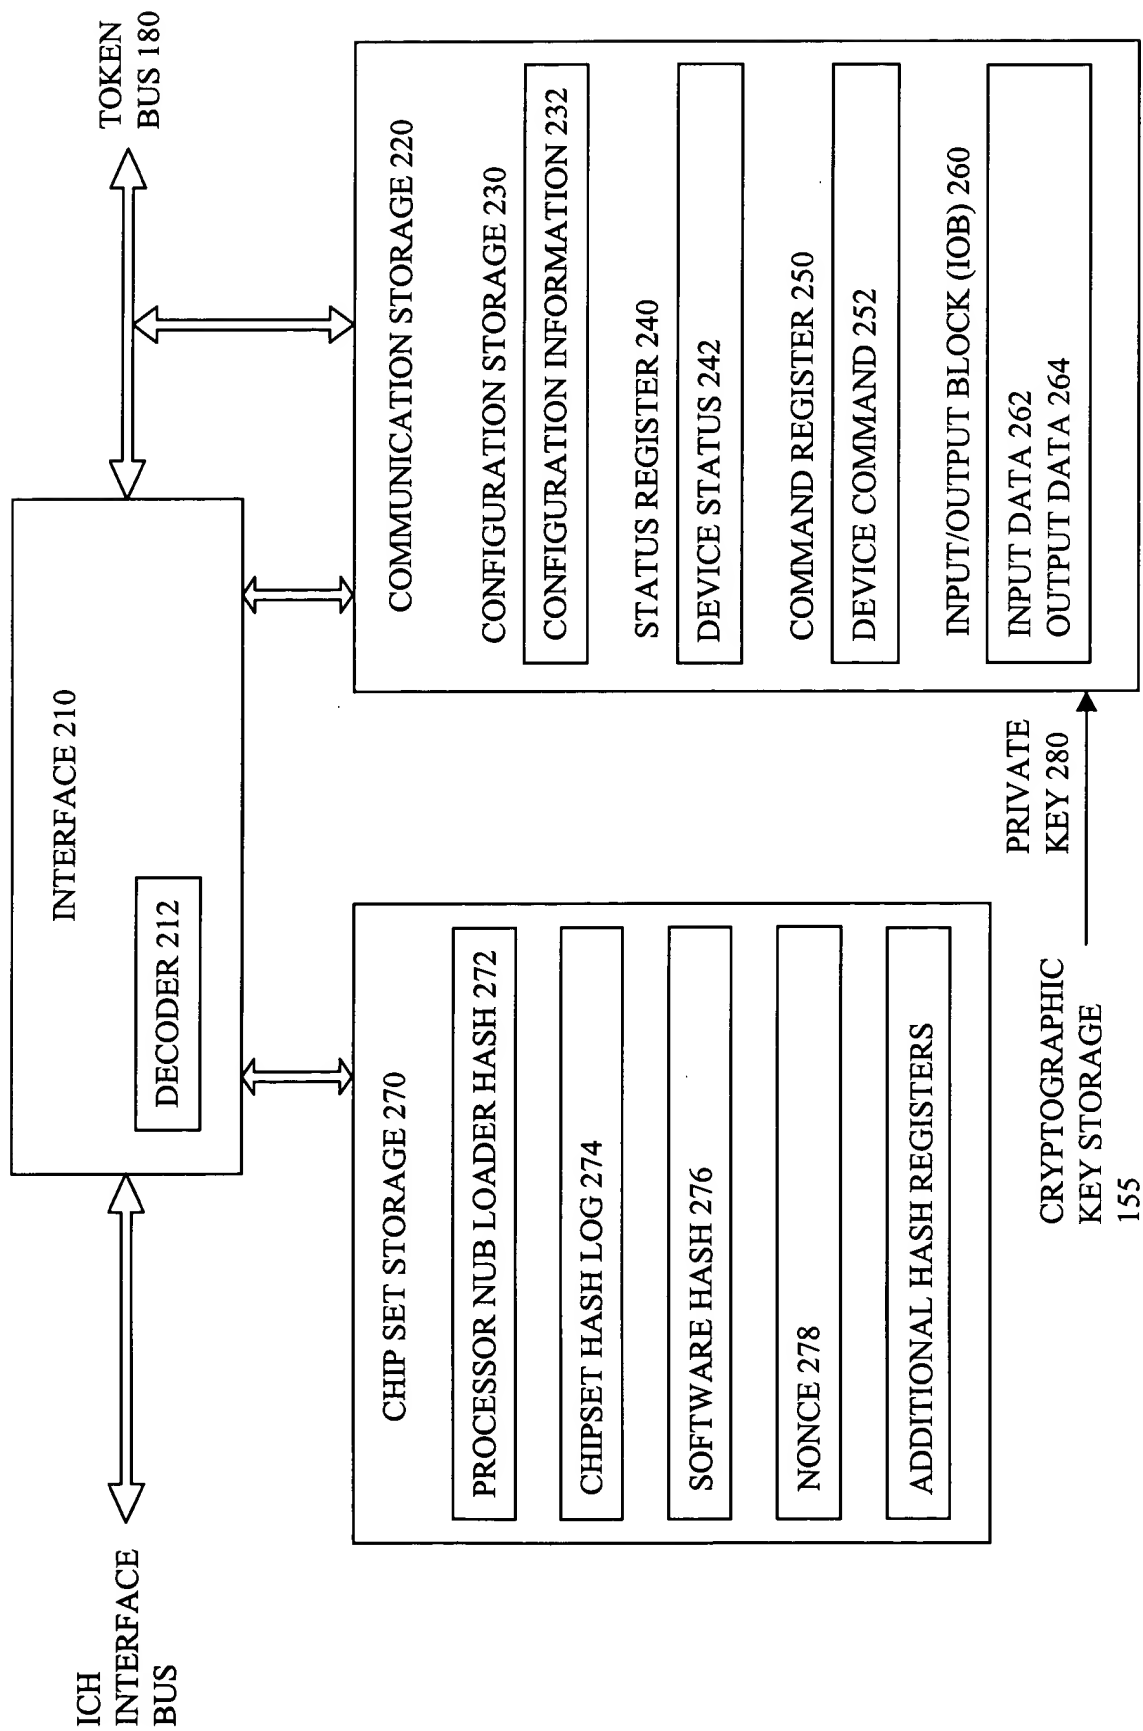 ICH
INTERFACE
BUS
INTERFACE 210
DECODER 212
TOKEN
BUS 180
CHIP SET STORAGE 270
PROCESSOR NUB LOADER HASH 272
CHIPSET HASH LOG 274
SOFTWARE HASH 276
NONCE 278
ADDITIONAL HASH REGISTERS
COMMUNICATION STORAGE 220
CONFIGURATION STORAGE 230
CONFIGURATION INFORMATION 232
STATUS REGISTER 240
DEVICE STATUS 242
COMMAND REGISTER 250
DEVICE COMMAND 252
INPUT/OUTPUT BLOCK (IOB) 260
INPUT DATA 262
OUTPUT DATA 264
CRYPTOGRAPHIC
KEY STORAGE
155
PRIVATE
KEY 280